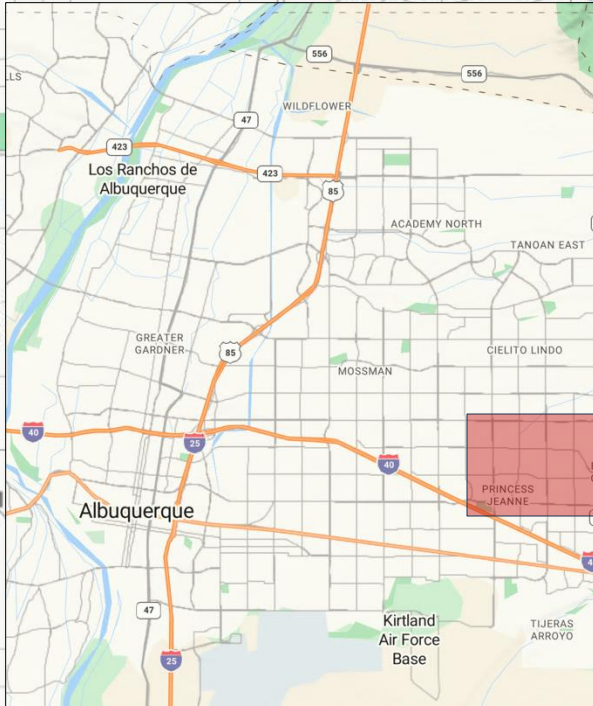 556
556
LLS
WILDFLOWER
47
423
423
Los Ranchos de
Albuquerque
85
ACADEMY NORTH
TANOAN EAST
GREATER
GARDNER
85
CIELITO LINDO
MOSSMAN
40
25
40
PRINCESS
JEANNE
Albuquerque
47
Kirtland
Air Force
Base
TIJERAS
ARROYO
25